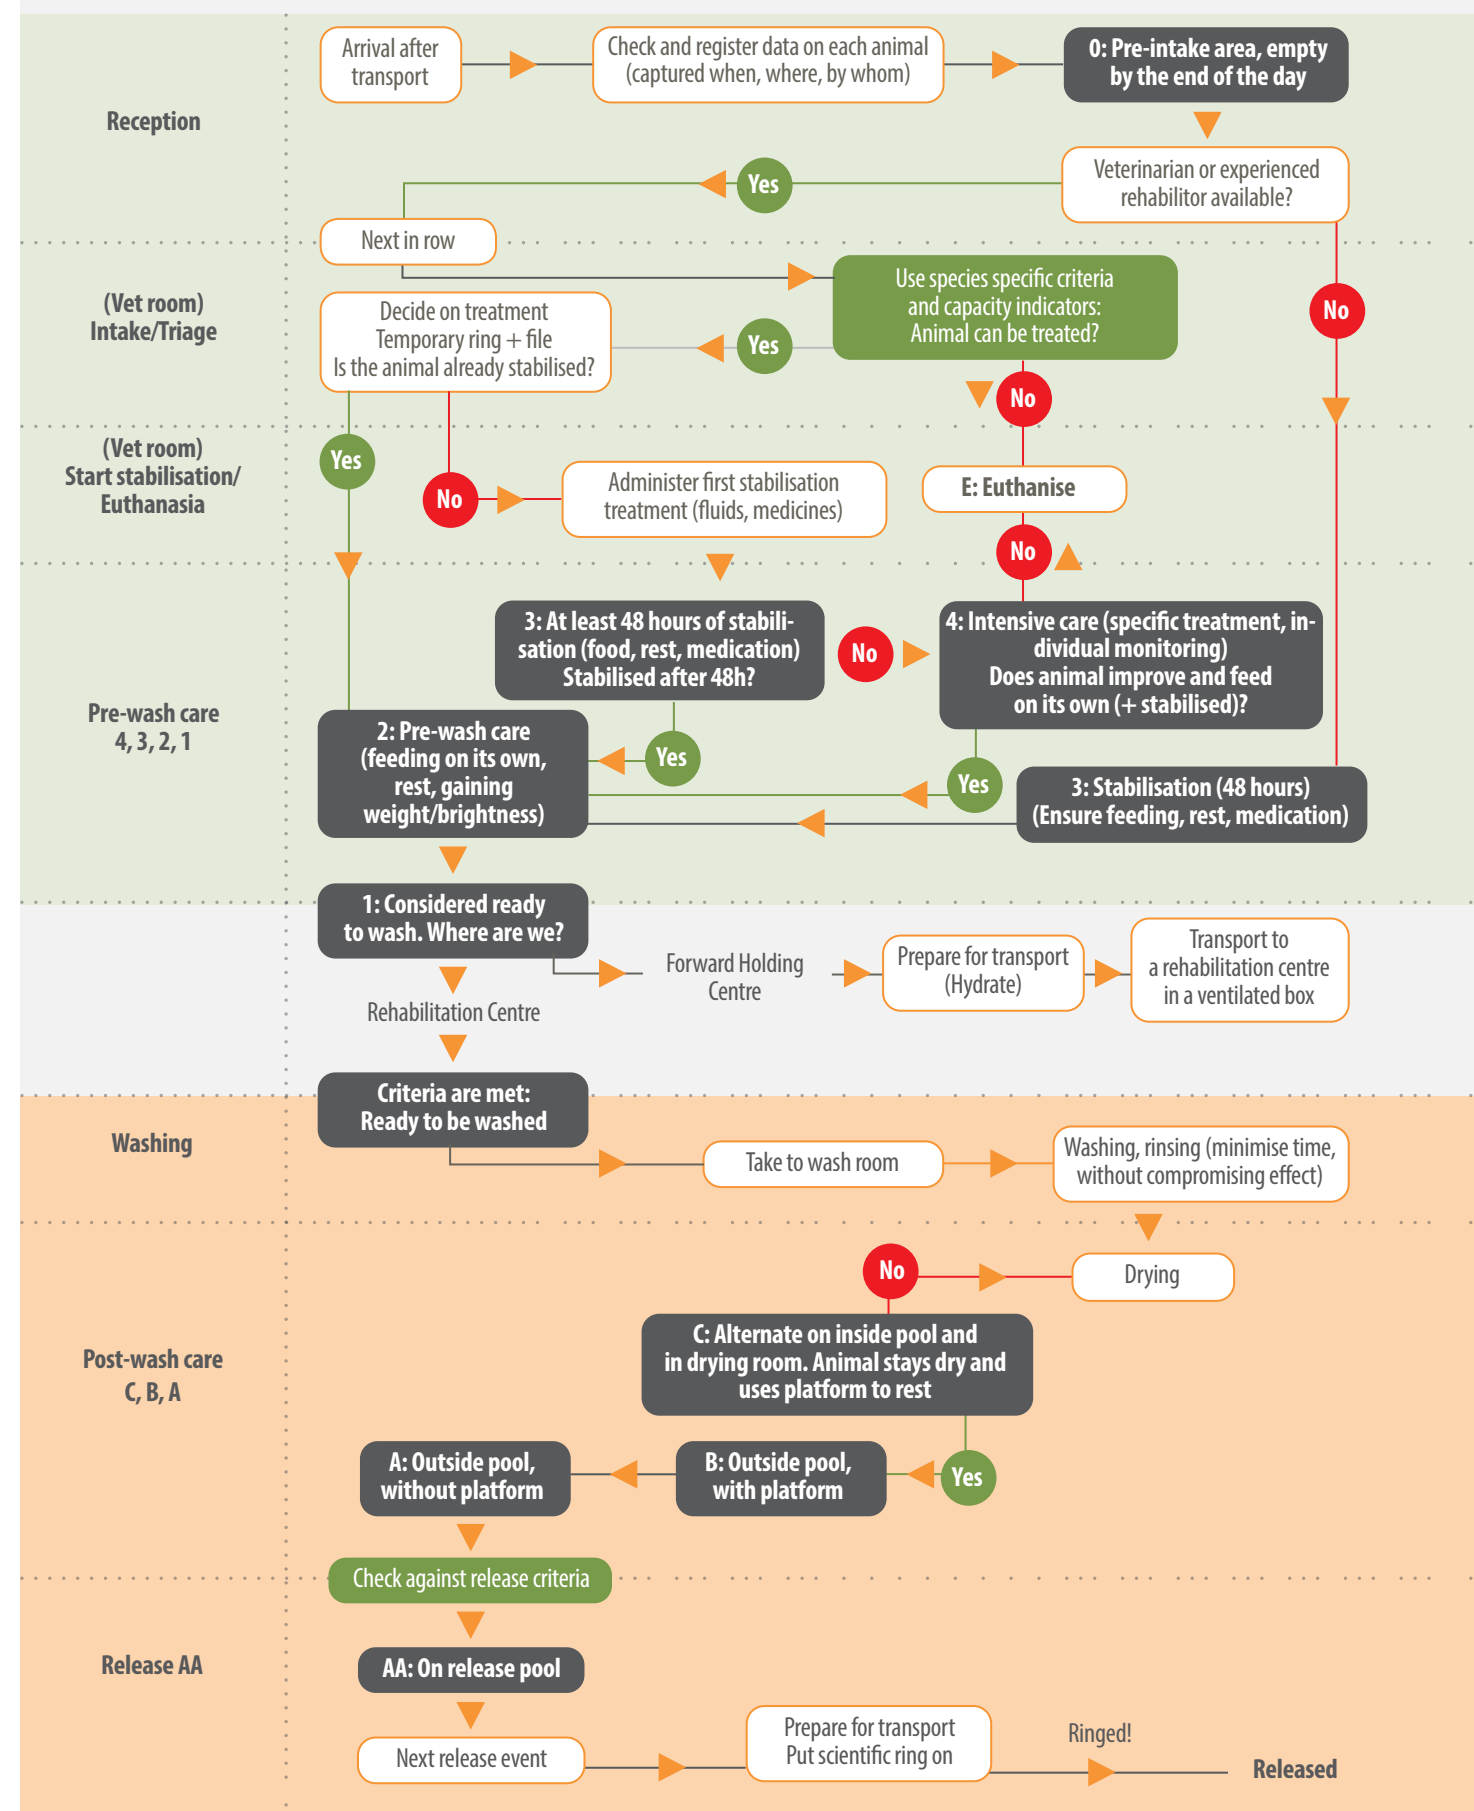 Arrival after
transport
Check and register data on each animal
(captured when, where, by whom)
0: Pre-intake area, empty
by the end of the day
Reception
Veterinarian or experienced
rehabilitor available?
Yes
Next in row
(Vet room)
Intake/Triage
Use species specific criteria
and capacity indicators:
Animal can be treated?
No
Decide on treatment
Temporary ring + file
Is the animal already stabilised?
Yes
No
(Vet room)
Start stabilisation/
Euthanasia
Yes
No
Administer first stabilisation
treatment (fluids, medicines)
E: Euthanise
No
Pre-wash care
4, 3, 2, 1
3: At least 48 hours of stabili-
sation (food, rest, medication)
Stabilised after 48h?
No
4: Intensive care (specific treatment, in-
dividual monitoring)
Does animal improve and feed
on its own (+ stabilised)?
2: Pre-wash care
(feeding on its own,
rest, gaining
weight/brightness)
Yes
Yes
3: Stabilisation (48 hours)
(Ensure feeding, rest, medication)
1: Considered ready
to wash. Where are we?
Forward Holding
Centre
Prepare for transport
(Hydrate)
Transport to
a rehabilitation centre
in a ventilated box
Rehabilitation Centre
Criteria are met:
Ready to be washed
Washing
Take to wash room
Washing, rinsing (minimise time,
without compromising effect)
No
Drying
Post-wash care
C, B, A
C: Alternate on inside pool and
in drying room. Animal stays dry and
uses platform to rest
A: Outside pool,
without platform
B: Outside pool,
with platform
Yes
Check against release criteria
Release AA
AA: On release pool
Next release event
Prepare for transport
Put scientific ring on
Ringed!
Released